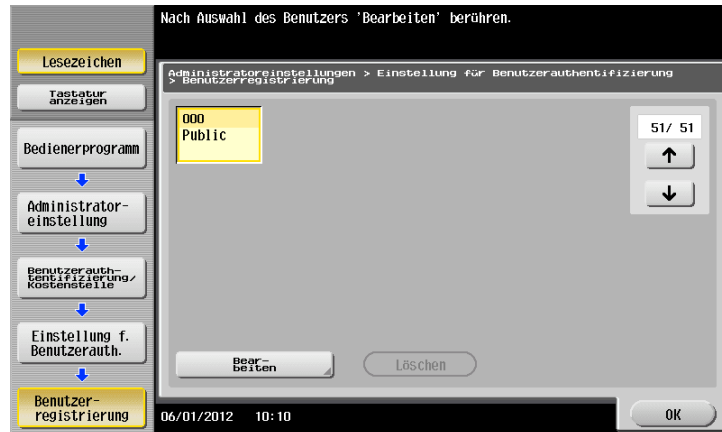 Nach Auswahl des Benutzers 'Bearbeiten' berühren.
Lesezeichen
Tastatur
anzeigen
Bedienerprogramm
Administrator-
einstellung
Benutzerauth-
tentifizierung/
Kostenstelle
Einstellung f.
Benutzerauth.
Benutzer-
registrierung
Administratoreinstellungen > Einstellung für Benutzerauthentifizierung
> Benutzerregistrierung
000
Public
51/ 51
Bear-
beiten
Löschen
06/01/2012 10:10
OK